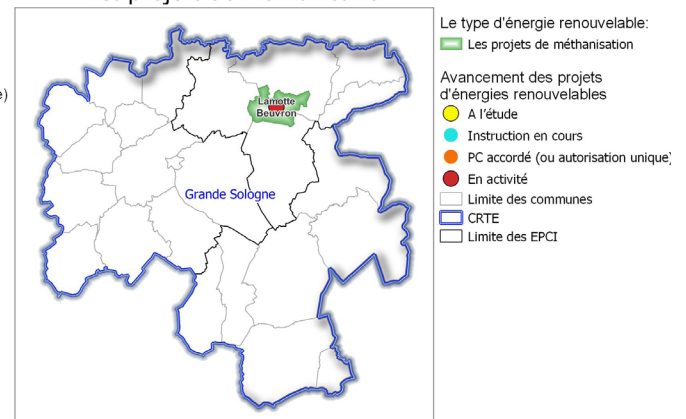 Le type d'énergie renouvelable:
Les projets de méthanisation
Avancement des projets
d'énergies renouvelables
A l'étude
Instruction en cours
PC accordé (ou autorisation unique)
En activité
Limite des communes
CRTE
Limite des EPCI
Lamotte
Beuvron
Grande Sologne